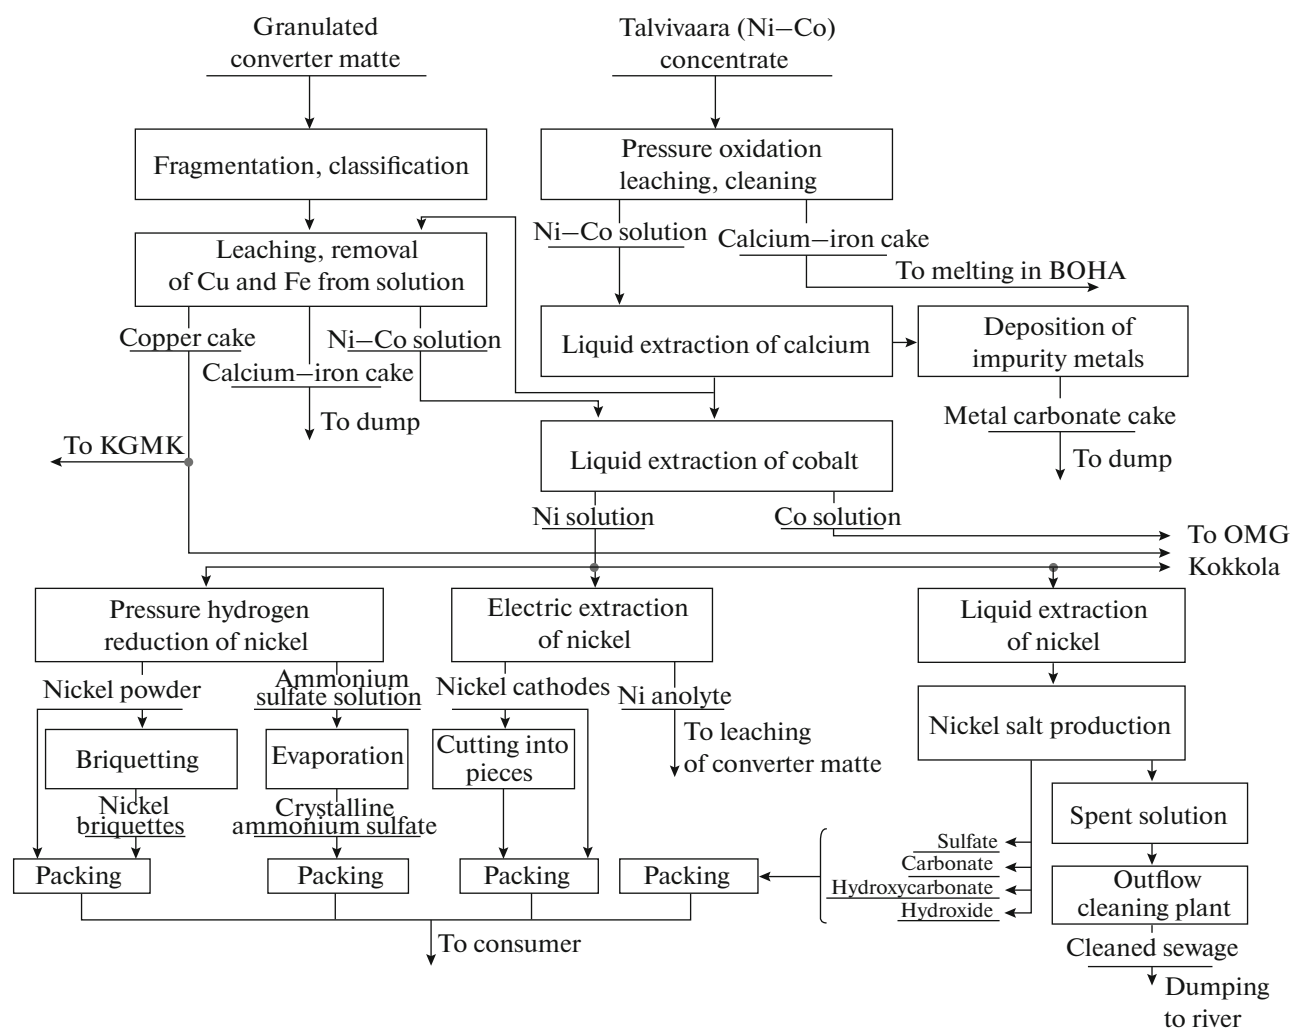 Granulated
converter matte
Talvivaara (Ni–Co)
concentrate
Fragmentation, classification
Pressure oxidation
leaching, cleaning
Leaching, removal
of Cu and Fe from solution
Ni–Co solution
Calcium–iron cake
To melting in BOHA
Copper cake
Ni–Co solution
Calcium–iron cake
To dump
Liquid extraction of calcium
Deposition of
impurity metals
Metal carbonate cake
To dump
To KGMK
Liquid extraction of cobalt
Ni solution
Co solution
To OMG
Kokkola
Pressure hydrogen
reduction of nickel
Electric extraction
of nickel
Liquid extraction
of nickel
Nickel powder
Ammonium
sulfate solution
Nickel cathodes
Ni anolyte
Nickel salt production
Briquetting
Evaporation
Cutting into
pieces
To leaching
of converter matte
Nickel
briquettes
Crystalline
ammonium sulfate
Spent solution
Sulfate
Carbonate
Hydroxycarbonate
Hydroxide
Packing
Packing
Packing
Packing
Outflow
cleaning plant
To consumer
Cleaned sewage
Dumping
to river